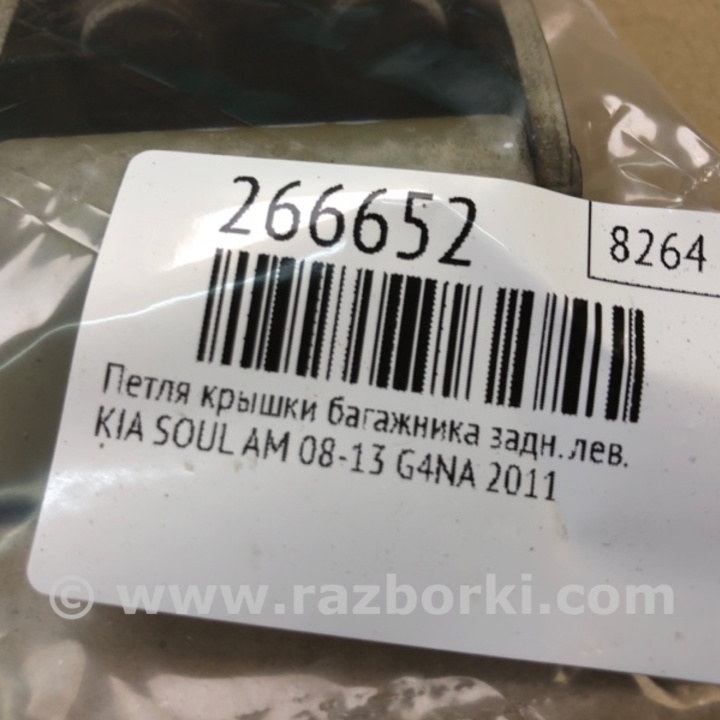 266652
8264
Петля крышки багажника задн.лев.
KIA SOUL AM 08-13 G4NA 2011
© www.razborki.com